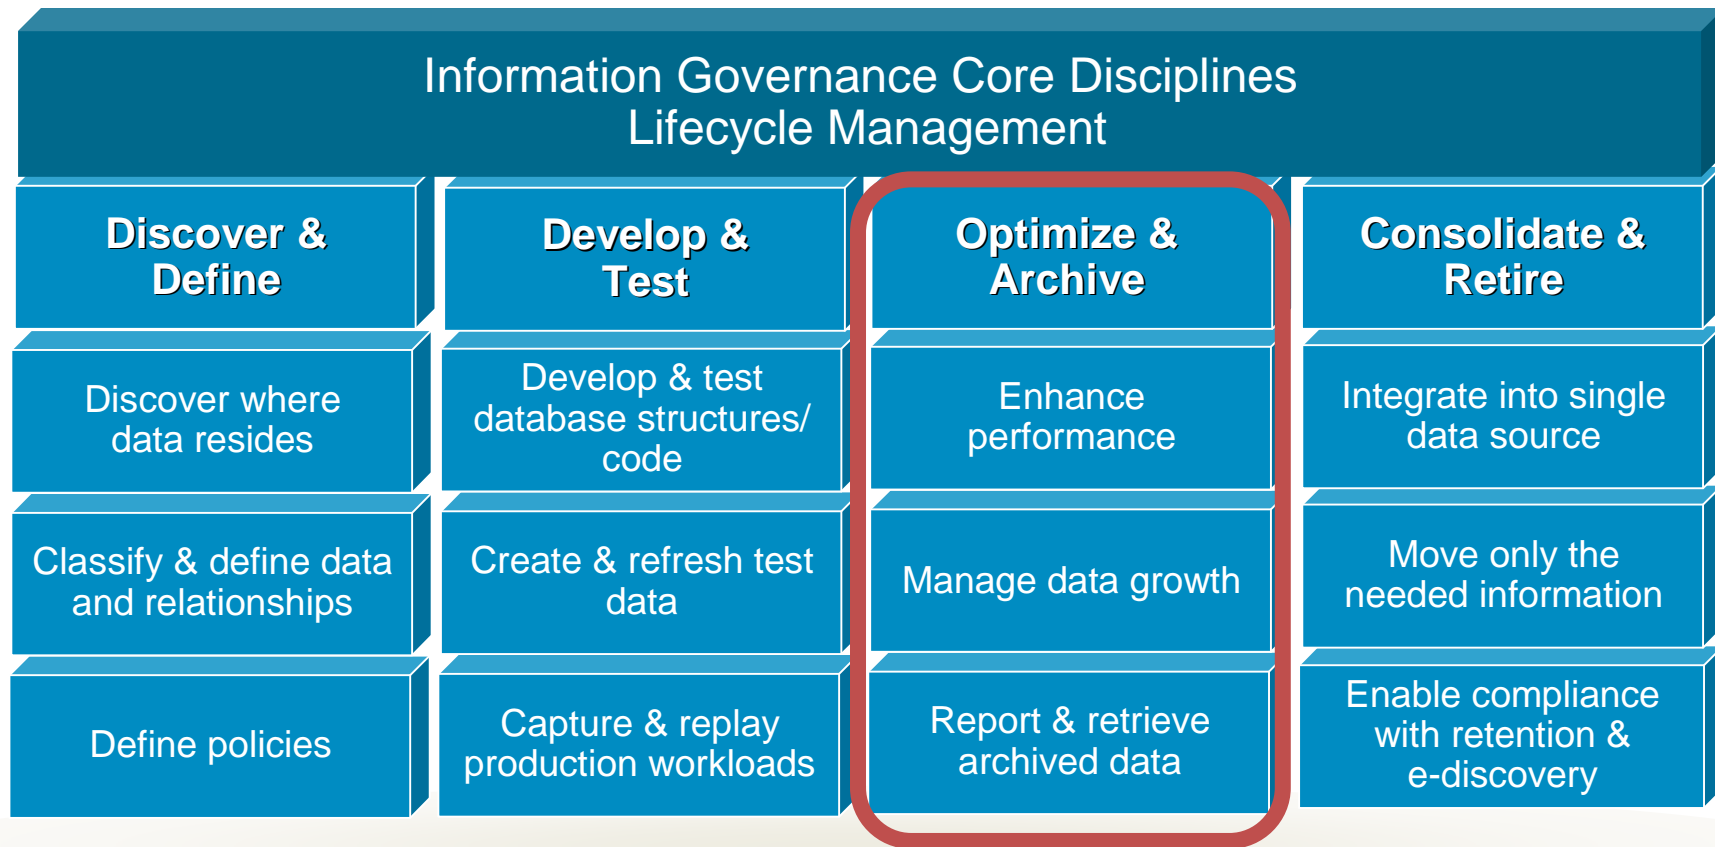 Information Governance Core Disciplines
Lifecycle Management
Discover &
Define
Discover where
data resides
Classify & define data
and relationships
Define policies
Develop &
Test
Develop & test
database structures/
code
Create & refresh test
data
Capture & replay
production workloads
Optimize &
Archive
Enhance
performance
Manage data growth
Report & retrieve
archived data
Consolidate &
Retire
Integrate into single
data source
Move only the
needed information
Enable compliance
with retention &
e-discovery